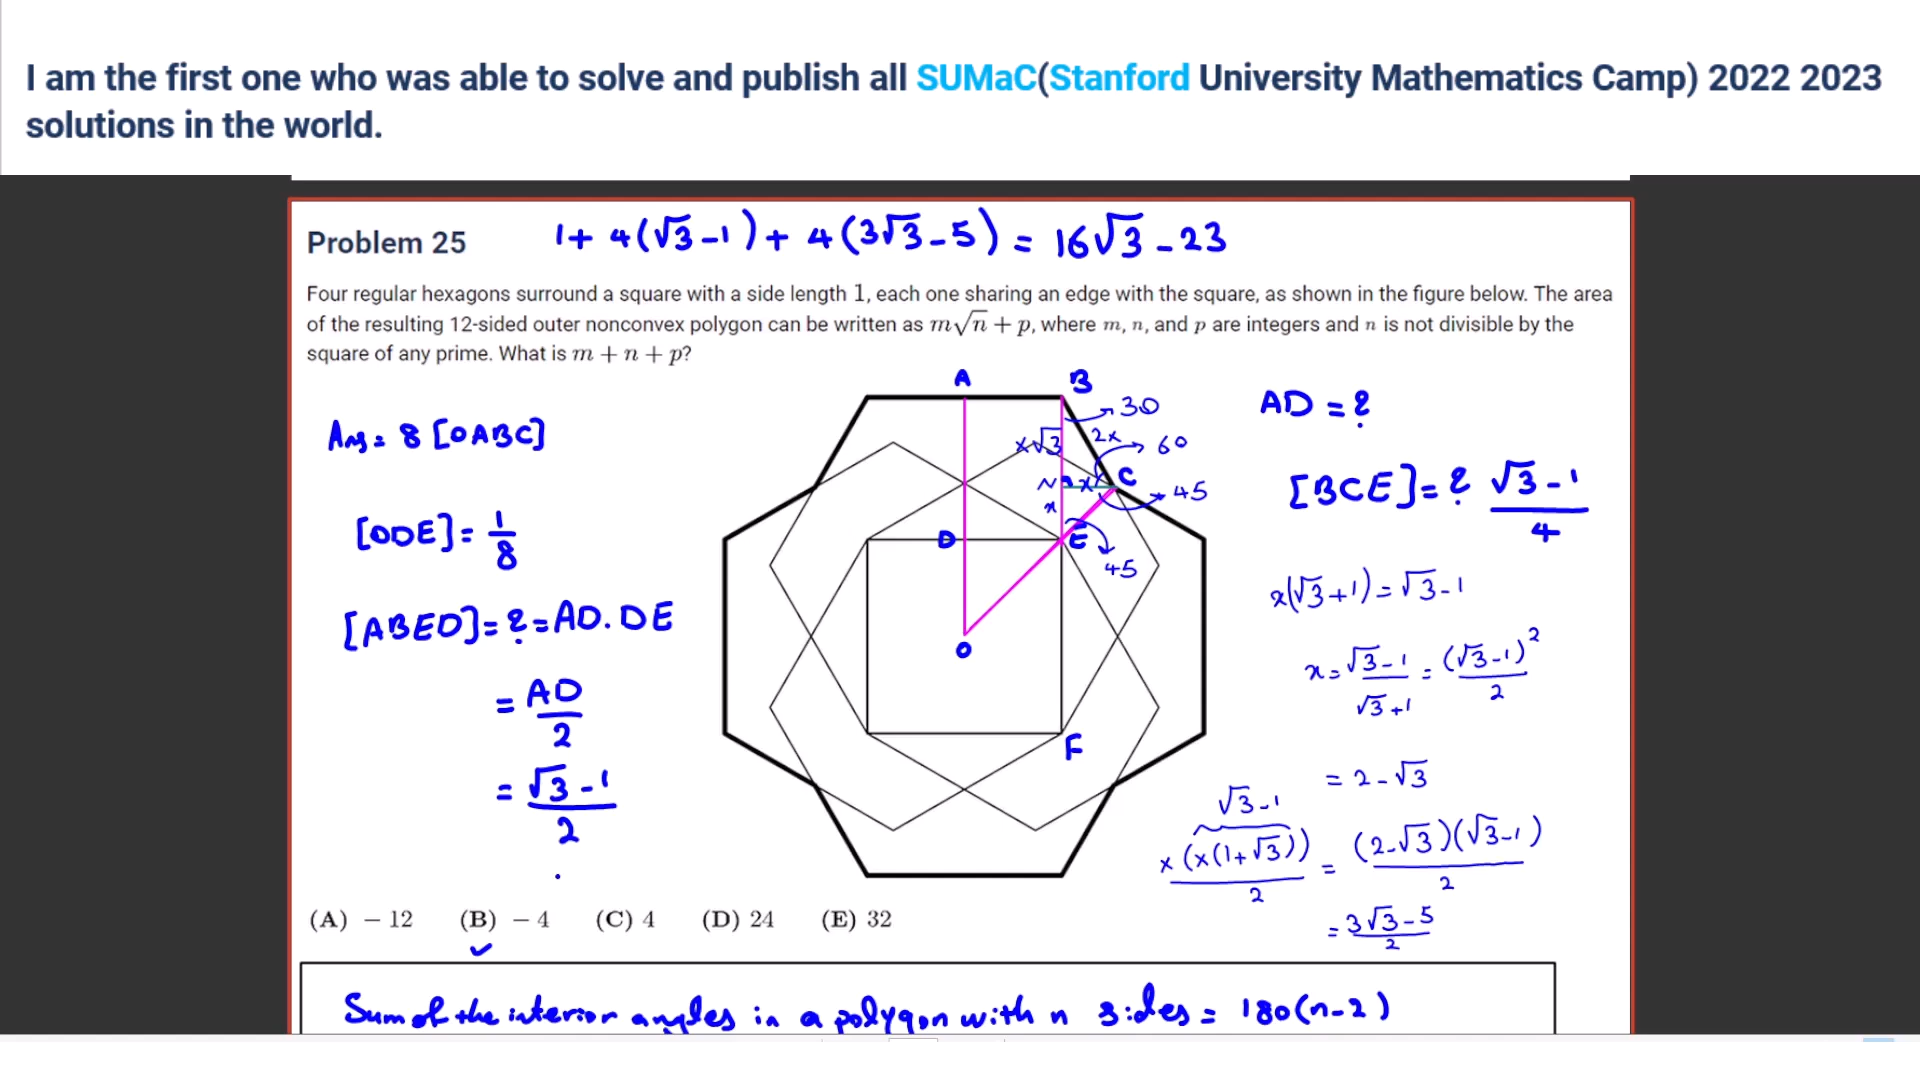 I am the first one who was able to solve and publish all SUMaC(Stanford University Mathematics Camp) 2022 2023
solutions in the world.
Problem 25
1 + 4(√3 - 1) + 4(3√3 - 5) = 16√3 - 23
Four regular hexagons surround a square with a side length 1, each one sharing an edge with the square, as shown in the figure below. The area
of the resulting 12-sided outer nonconvex polygon can be written as m√n + p, where m, n, and p are integers and n is not divisible by the
square of any prime. What is m + n + p?
Ans = 8 [OABC]
[ODE] = 1/8
[ABED] = ? = AD.DE
= AD/2
= (√3 - 1)/2
A
B
30
x√3
2x
60
N
x
C
45
x
D
E
45
O
F
AD = ?
[BCE] = ? (√3 - 1)/4
x(√3 + 1) = √3 - 1
x = (√3 - 1)/(√3 + 1) = (√3 - 1)²/2
= 2 - √3
√3 - 1
x(x(1 + √3))/2 = (2 - √3)(√3 - 1)/2
= (3√3 - 5)/2
(A) − 12 (B) − 4 (C) 4 (D) 24 (E) 32
Sum of the interior angles in a polygon with n sides = 180(n-2)